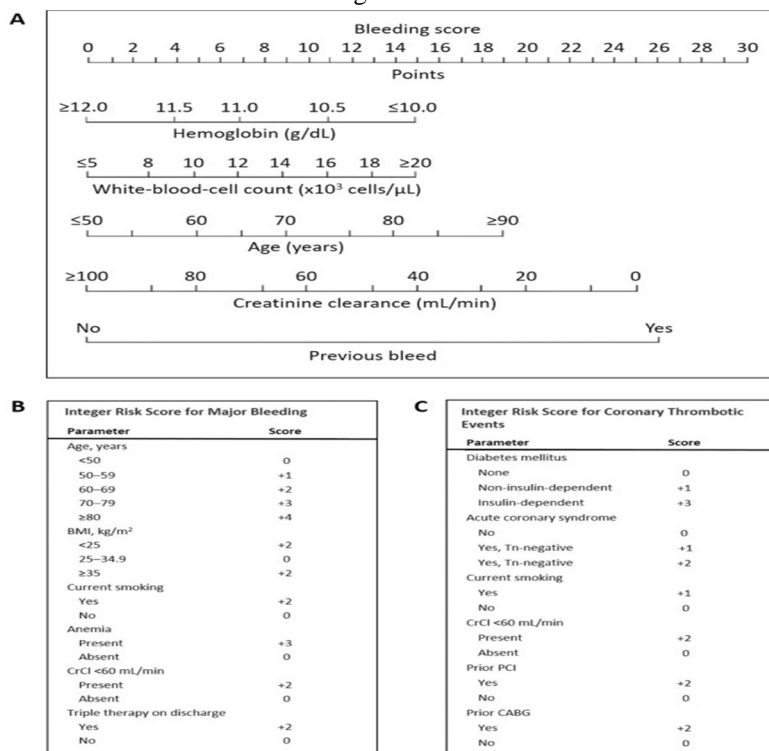 A
Bleeding score
0 2 4 6 8 10 12 14 16 18 20 22 24 26 28 30
Points
≥12.0 11.5 11.0 10.5 ≤10.0
Hemoglobin (g/dL)
≤5 8 10 12 14 16 18 ≥20
White-blood-cell count (x10³ cells/μL)
≤50 60 70 80 ≥90
Age (years)
≥100 80 60 40 20 0
Creatinine clearance (mL/min)
No Yes
Previous bleed
B
Integer Risk Score for Major Bleeding
Parameter Score
Age, years
<50 0
50–59 +1
60–69 +2
70–79 +3
≥80 +4
BMI, kg/m²
<25 +2
25–34.9 0
≥35 +2
Current smoking
Yes +2
No 0
Anemia
Present +3
Absent 0
CrCl <60 mL/min
Present +2
Absent 0
Triple therapy on discharge
Yes +2
No 0
C
Integer Risk Score for Coronary Thrombotic
Events
Parameter Score
Diabetes mellitus
None 0
Non-insulin-dependent +1
Insulin-dependent +3
Acute coronary syndrome
No 0
Yes, Tn-negative +1
Yes, Tn-negative +2
Current smoking
Yes +1
No 0
CrCl <60 mL/min
Present +2
Absent 0
Prior PCI
Yes +2
No 0
Prior CABG
Yes +2
No 0